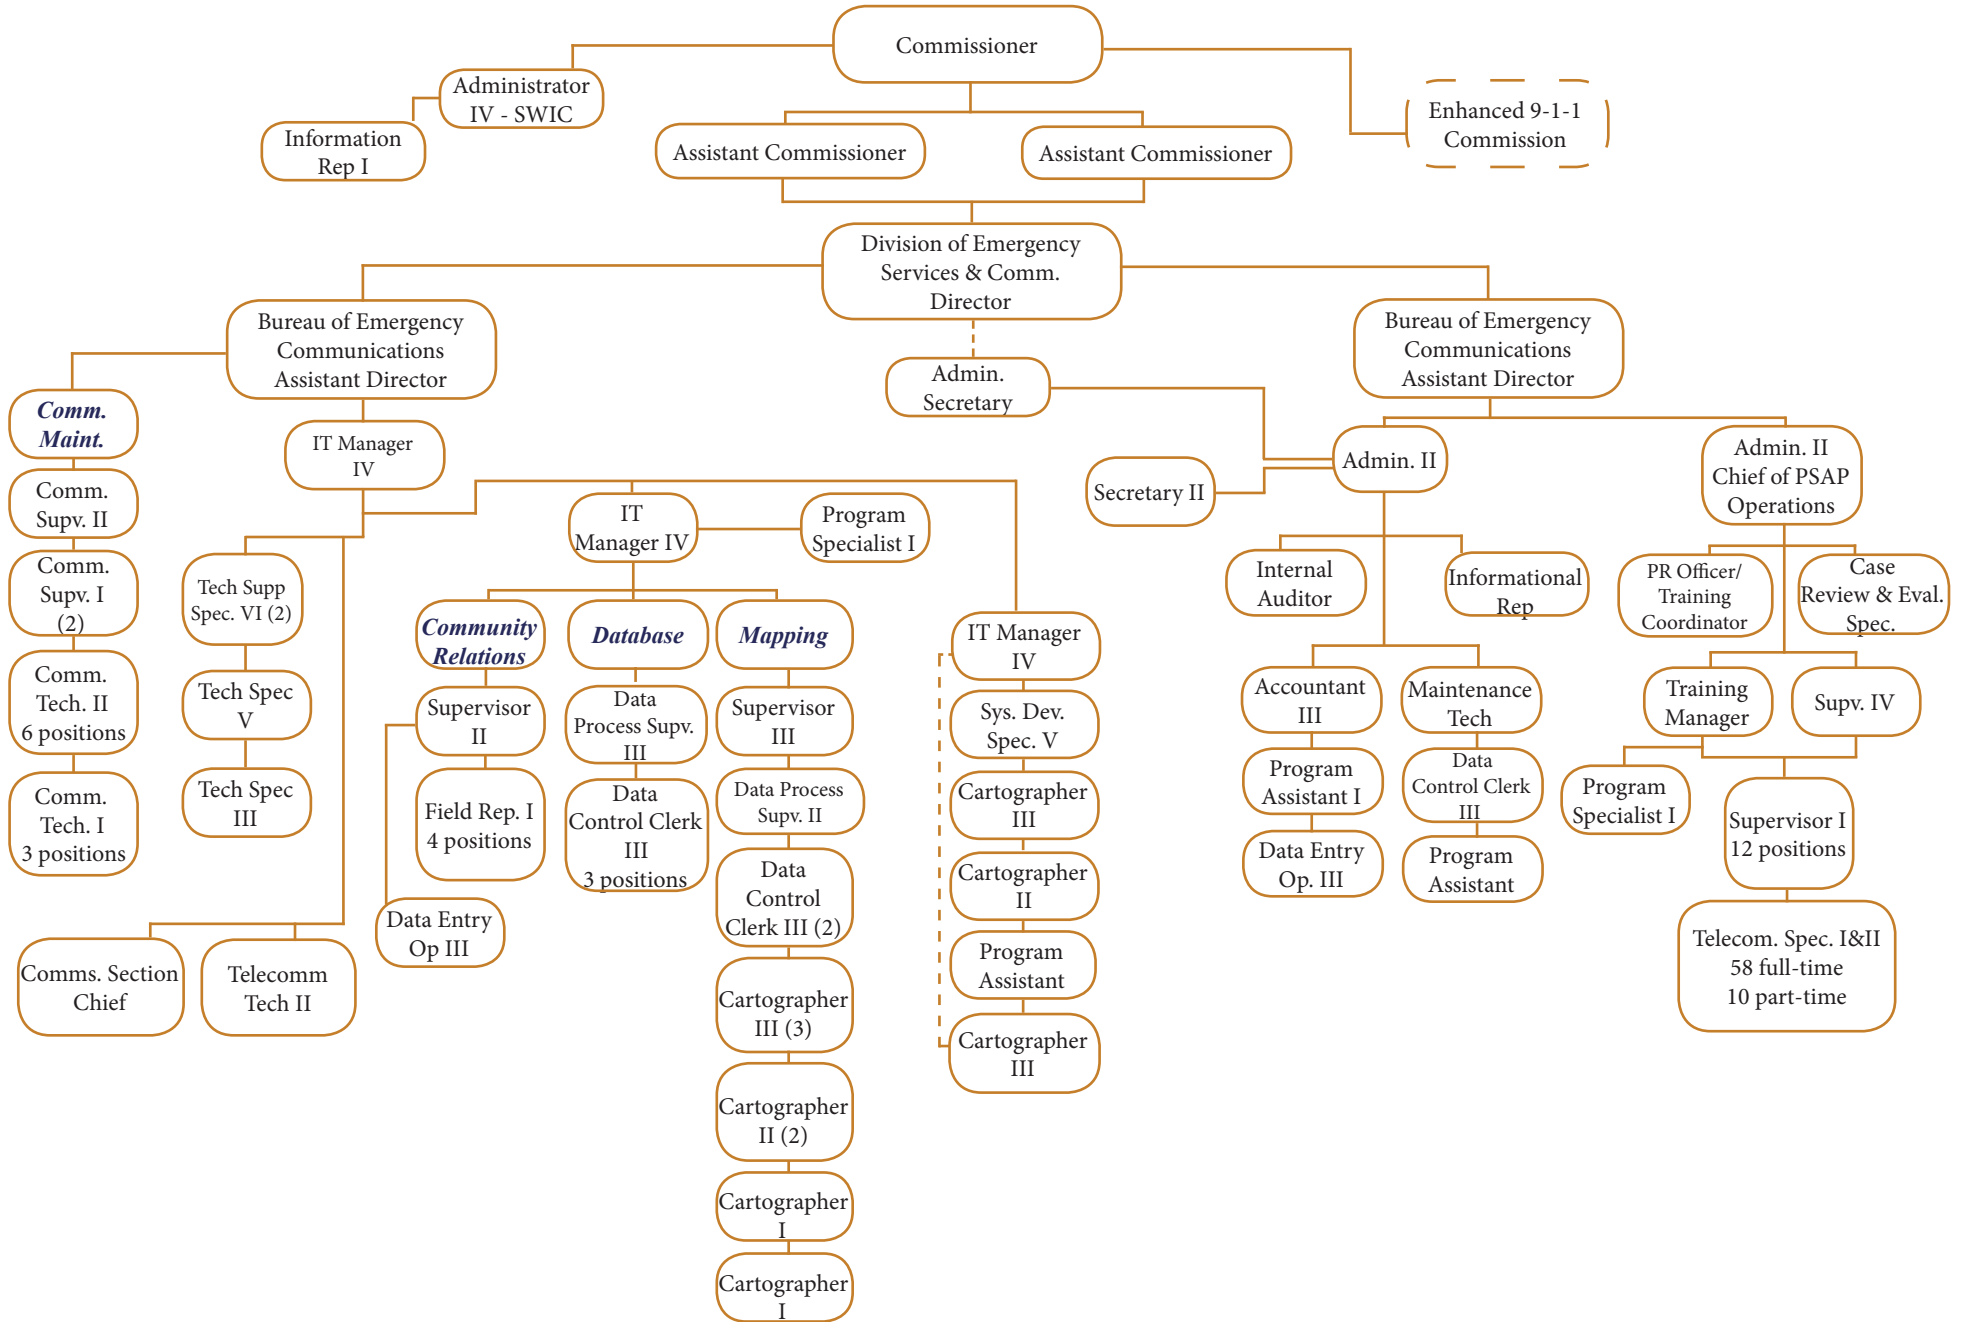 Commissioner
Administrator
IV - SWIC
Information
Rep I
Assistant Commissioner
Assistant Commissioner
Enhanced 9-1-1
Commission
Division of Emergency
Services & Comm.
Director
Bureau of Emergency
Communications
Assistant Director
Admin.
Secretary
Bureau of Emergency
Communications
Assistant Director
Comm.
Maint.
Comm.
Supv. II
Comm.
Supv. I
(2)
Comm.
Tech. II
6 positions
Comm.
Tech. I
3 positions
IT Manager
IV
Tech Supp
Spec. VI (2)
Tech Spec
V
Tech Spec
III
Comms. Section
Chief
Telecomm
Tech II
IT
Manager IV
Program
Specialist I
Community
Relations
Supervisor
II
Field Rep. I
4 positions
Data Entry
Op III
Database
Data
Process Supv.
III
Data
Control Clerk
III
3 positions
Mapping
Supervisor
III
Data Process
Supv. II
Data
Control
Clerk III (2)
Cartographer
III (3)
Cartographer
II (2)
Cartographer
I
Cartographer
I
IT Manager
IV
Sys. Dev.
Spec. V
Cartographer
III
Cartographer
II
Program
Assistant
Cartographer
III
Admin. II
Secretary II
Internal
Auditor
Informational
Rep
Accountant
III
Program
Assistant I
Data Entry
Op. III
Maintenance
Tech
Data
Control Clerk
III
Program
Assistant
Admin. II
Chief of PSAP
Operations
PR Officer/
Training
Coordinator
Case
Review & Eval.
Spec.
Training
Manager
Supv. IV
Program
Specialist I
Supervisor I
12 positions
Telecom. Spec. I&II
58 full-time
10 part-time